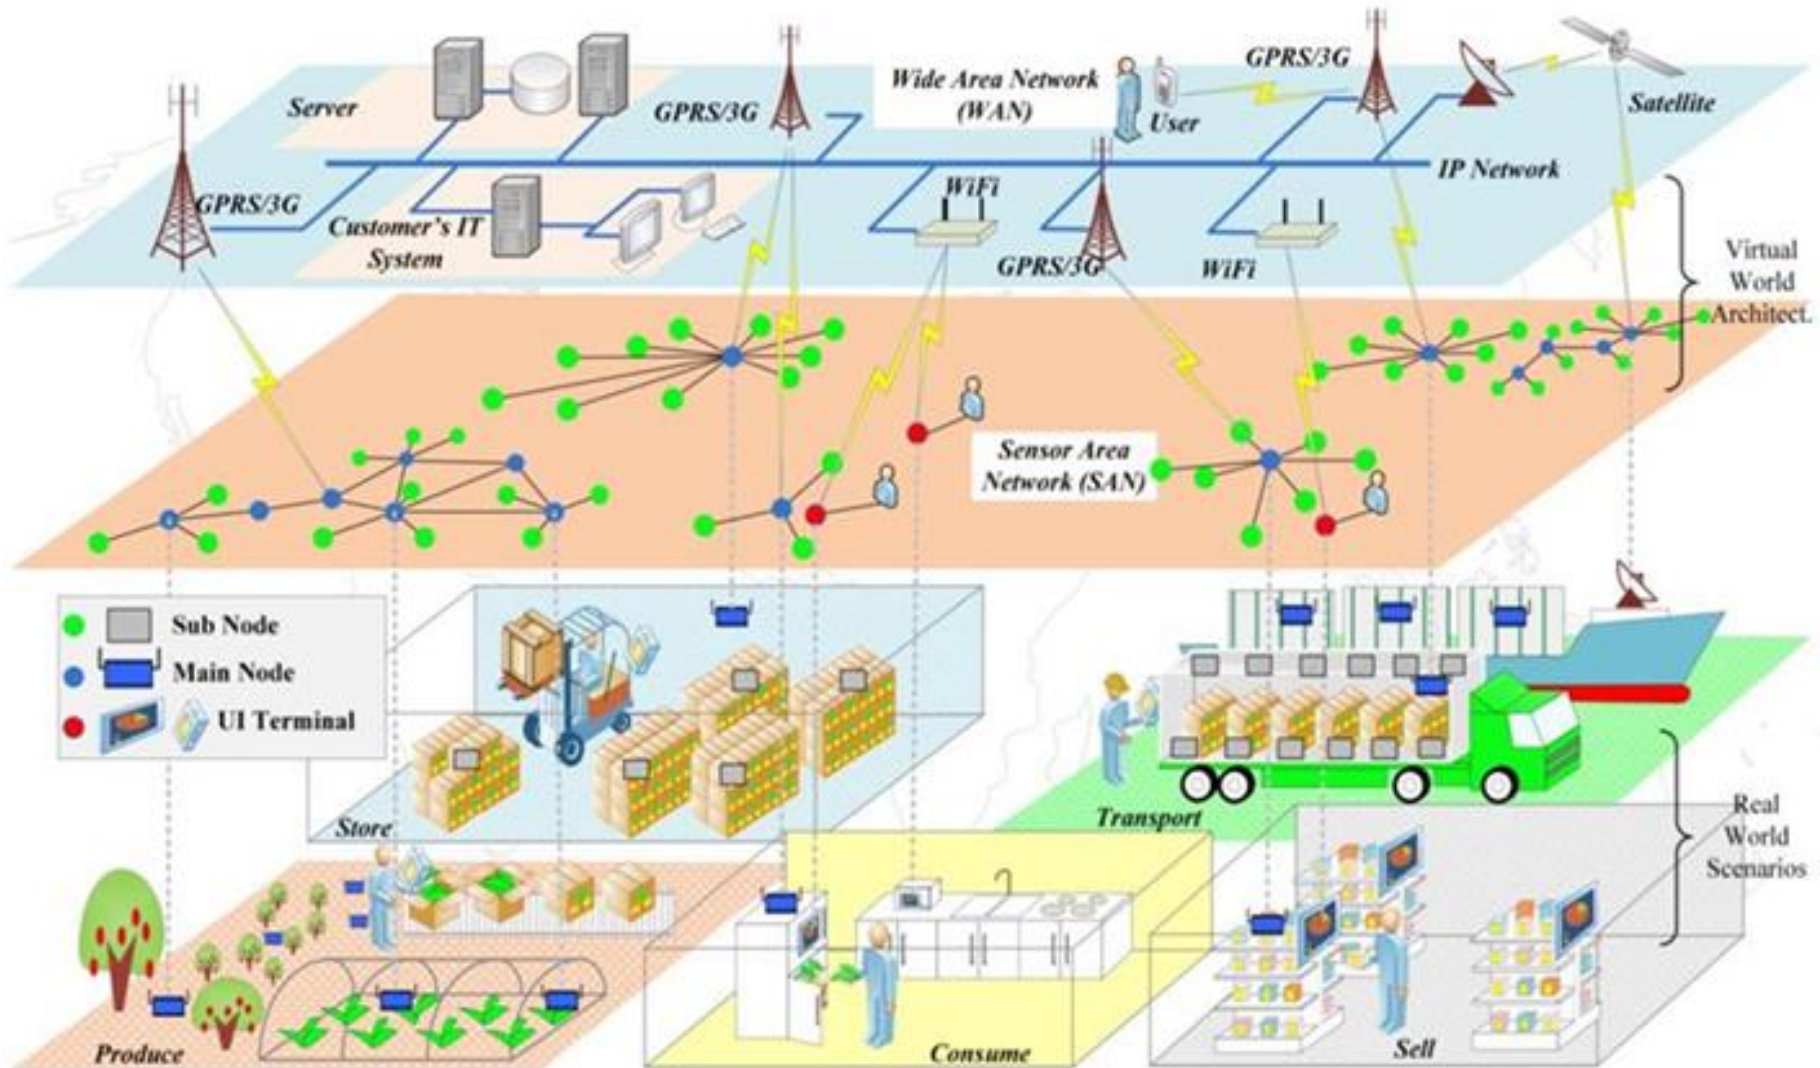 GPRS/3G
Wide Area Network
(WAN)
Server
GPRS/3G
User
Satellite
IP Network
WiFi
GPRS/3G
Customer's IT
System
GPRS/3G
WiFi
Virtual
World
Architect.
Sensor Area
Network (SAN)
Sub Node
Main Node
UI Terminal
Store
Transport
Real
World
Scenarios
Produce
Consume
Sell